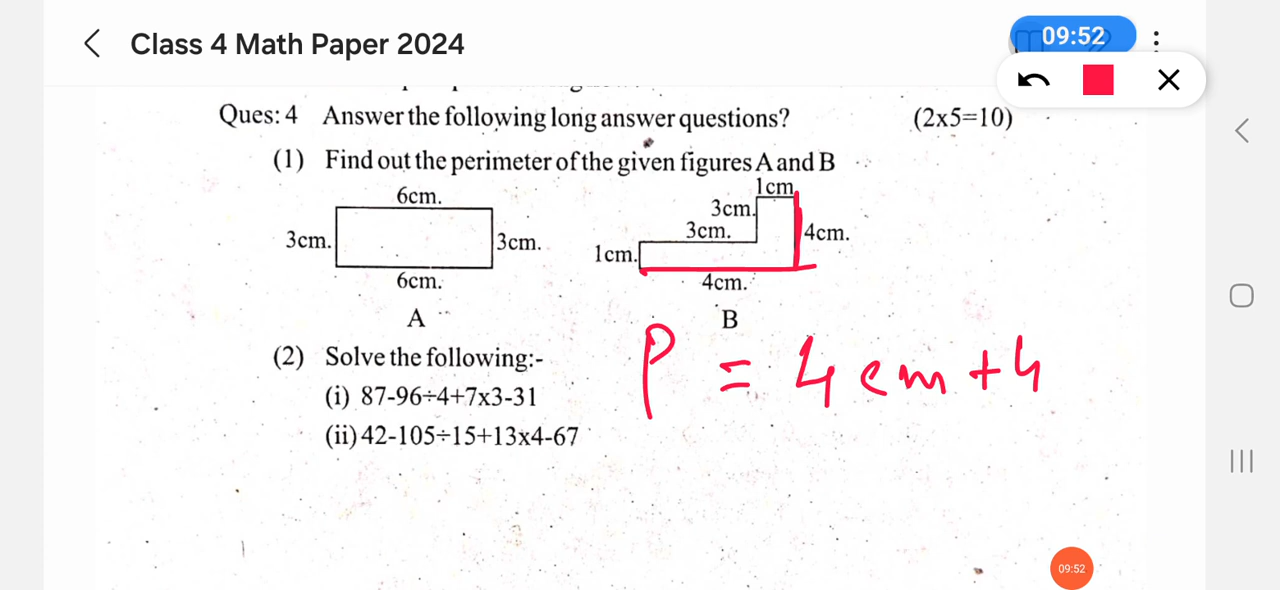 Class 4 Math Paper 2024
09:52
Ques: 4 Answer the following long answer questions? (2x5=10)
(1) Find out the perimeter of the given figures A and B
6cm. 1cm.
3cm. 3cm. 3cm. 3cm. 4cm.
1cm.
6cm. 4cm.
A B
(2) Solve the following:-
P = 4 cm + 4
(i) 87-96÷4+7x3-31
(ii) 42-105÷15+13x4-67
09:52